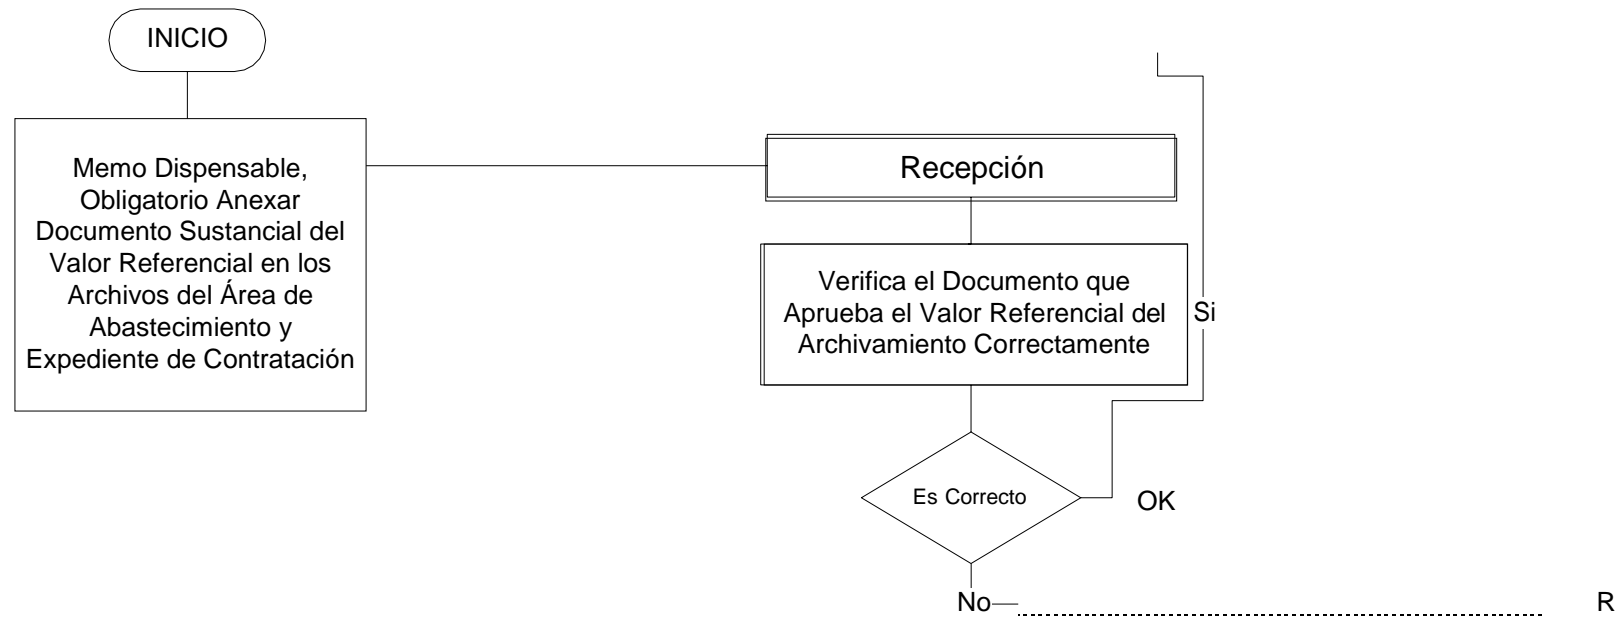 INICIO
Memo Dispensable,
Obligatorio Anexar
Documento Sustancial del
Valor Referencial en los
Archivos del Área de
Abastecimiento y
Expediente de Contratación
Recepción
Verifica el Documento que
Aprueba el Valor Referencial del
Archivamiento Correctamente
Si
Es Correcto
OK
No
R